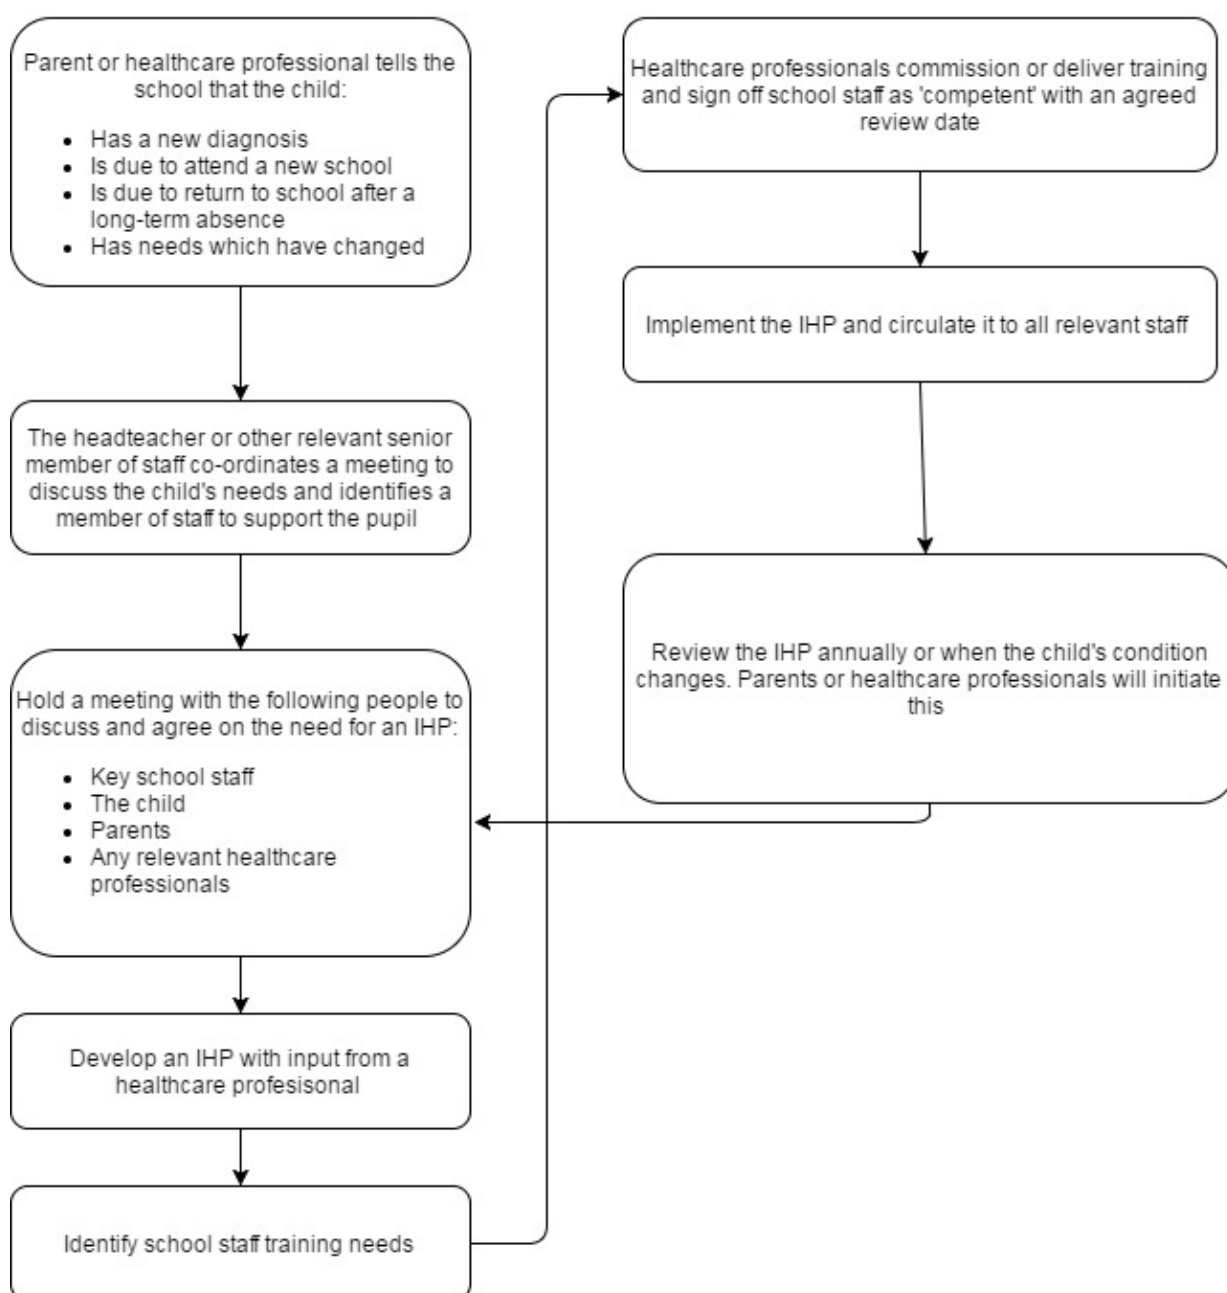 Parent or healthcare professional tells the
school that the child:
• Has a new diagnosis
• Is due to attend a new school
• Is due to return to school after a
long-term absence
• Has needs which have changed
The headteacher or other relevant senior
member of staff co-ordinates a meeting to
discuss the child's needs and identifies a
member of staff to support the pupil
Hold a meeting with the following people to
discuss and agree on the need for an IHP:
• Key school staff
• The child
• Parents
• Any relevant healthcare
professionals
Develop an IHP with input from a
healthcare profesisonal
Identify school staff training needs
Healthcare professionals commission or deliver training
and sign off school staff as 'competent' with an agreed
review date
Implement the IHP and circulate it to all relevant staff
Review the IHP annually or when the child's condition
changes. Parents or healthcare professionals will initiate
this